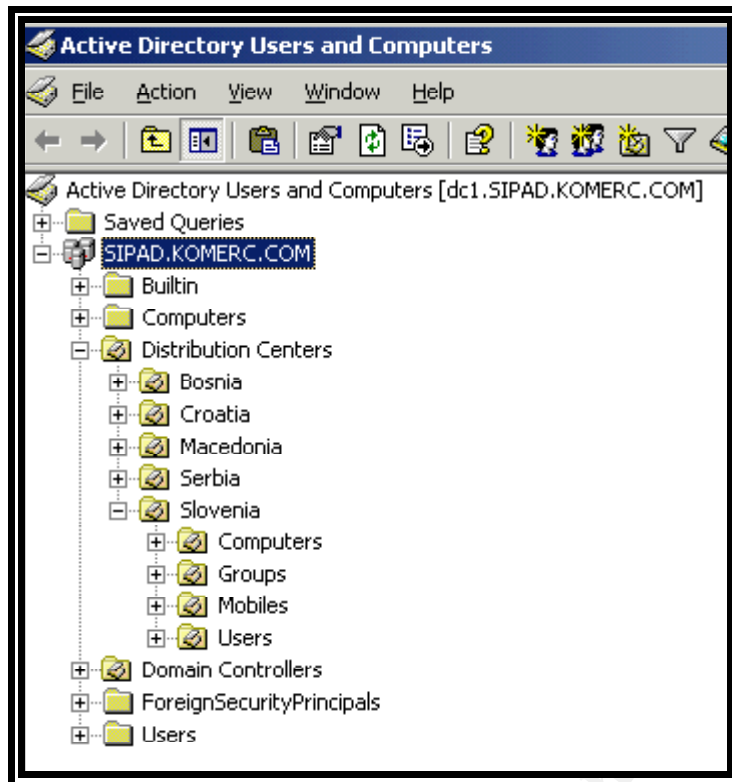 Active Directory Users and Computers
File Action View Window Help
Active Directory Users and Computers [dc1.SIPAD.KOMERC.COM]
Saved Queries
SIPAD.KOMERC.COM
Builtin
Computers
Distribution Centers
Bosnia
Croatia
Macedonia
Serbia
Slovenia
Computers
Groups
Mobiles
Users
Domain Controllers
ForeignSecurityPrincipals
Users